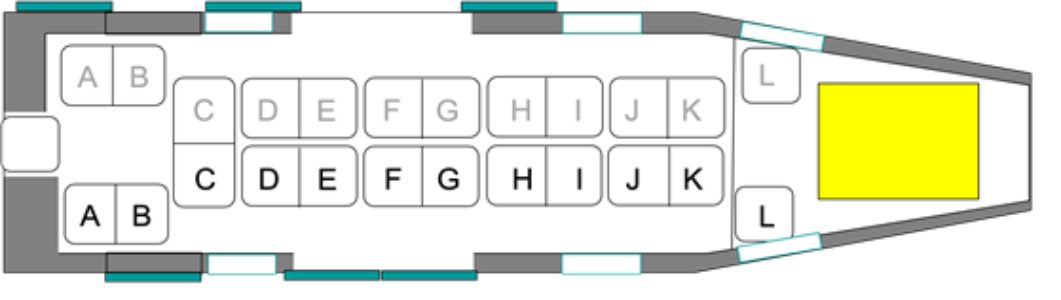 A B
C D E F G H I J K L
C D E F G H I J K
A B L